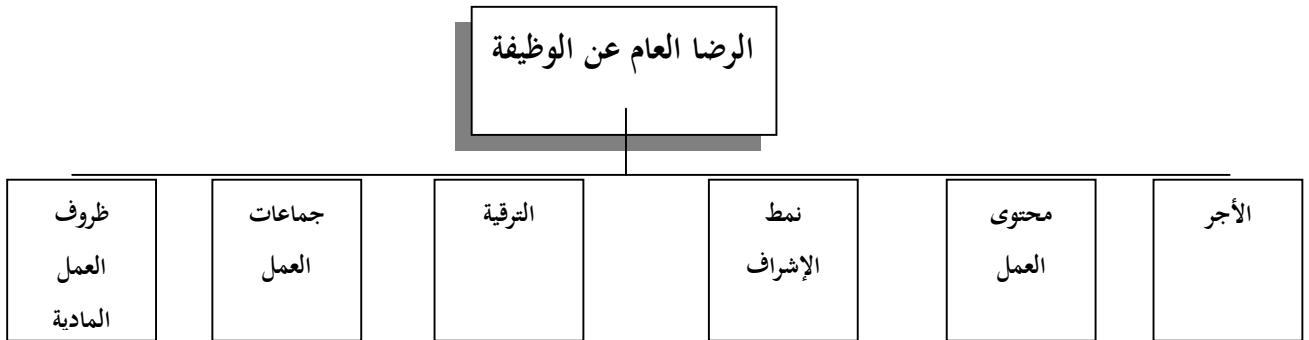 الرضا العام عن الوظيفة
الأجر
محتوى
العمل
نمط
الإشراف
الترقية
جماعات
العمل
ظروف
العمل
المادية